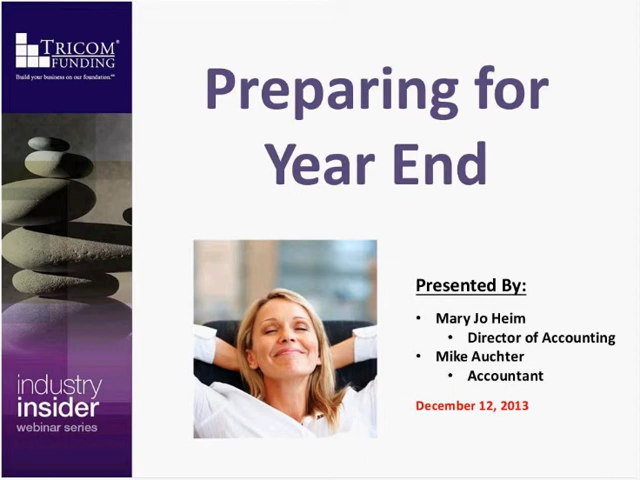 TRICOM®
FUNDING
Build your business on our foundation.℠
Preparing for
Year End
Presented By:
• Mary Jo Heim
• Director of Accounting
• Mike Auchter
• Accountant
December 12, 2013
industry
insider
webinar series